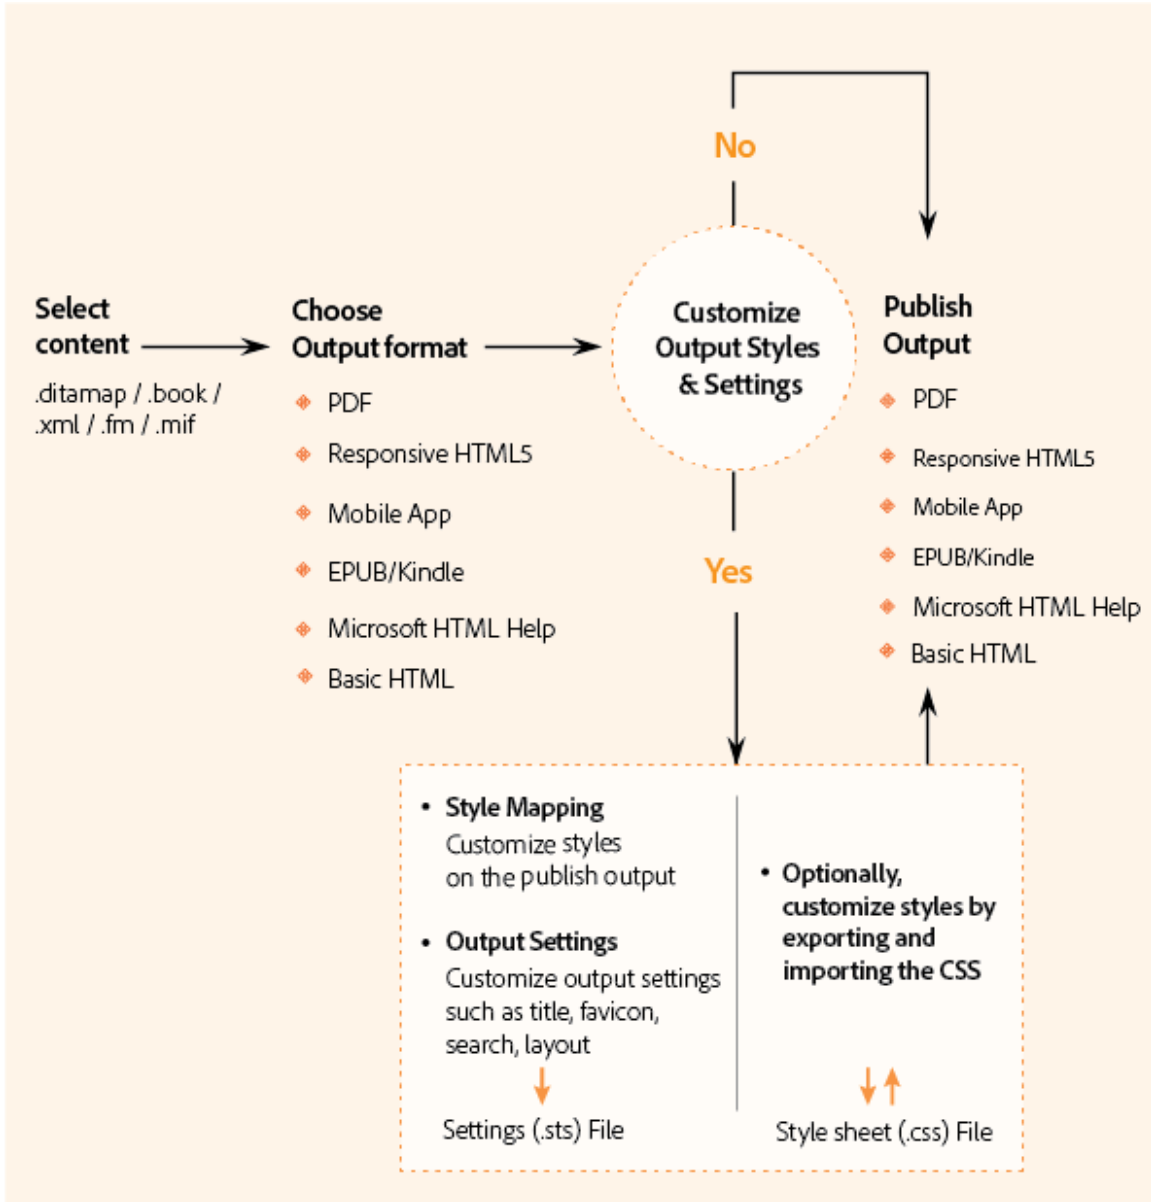 No
Select
content
.ditamap / .book /
.xml / .fm / .mif
Choose
Output format
PDF
Responsive HTML5
Mobile App
EPUB/Kindle
Microsoft HTML Help
Basic HTML
Customize
Output Styles
& Settings
Yes
Publish
Output
PDF
Responsive HTML5
Mobile App
EPUB/Kindle
Microsoft HTML Help
Basic HTML
• Style Mapping
Customize styles
on the publish output
• Output Settings
Customize output settings
such as title, favicon,
search, layout
Settings (.sts) File
• Optionally,
customize styles by
exporting and
importing the CSS
Style sheet (.css) File